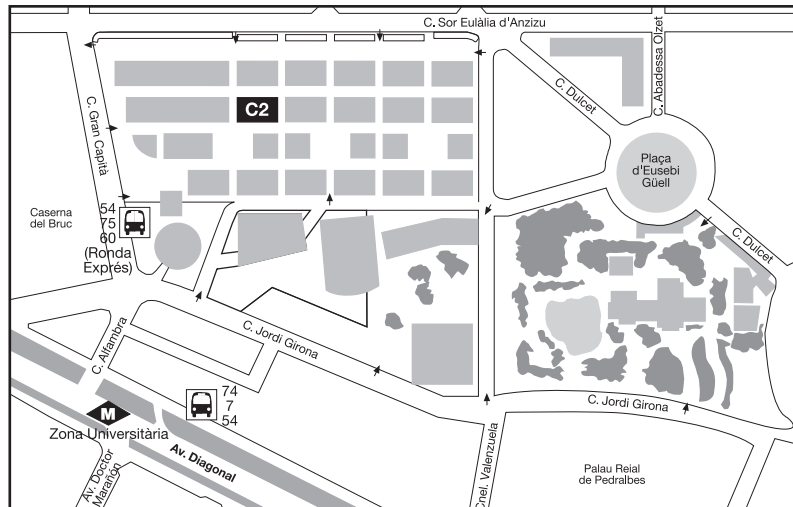 C. Sor Eulàlia d'Anzizu
C. Abadessa Olzet
C. Dulcet
C2
C. Gran Capità
Plaça
d'Eusebi
Güell
Caserna
del Bruc
54
75
60
(Ronda
Exprés)
C. Dulcet
C. Jordi Girona
C. Alfambra
74
7
54
C. Jordi Girona
M
Zona Universitària
Av. Diagonal
Cnel. Valenzuela
Av. Doctor
Marañón
Palau Reial
de Pedralbes